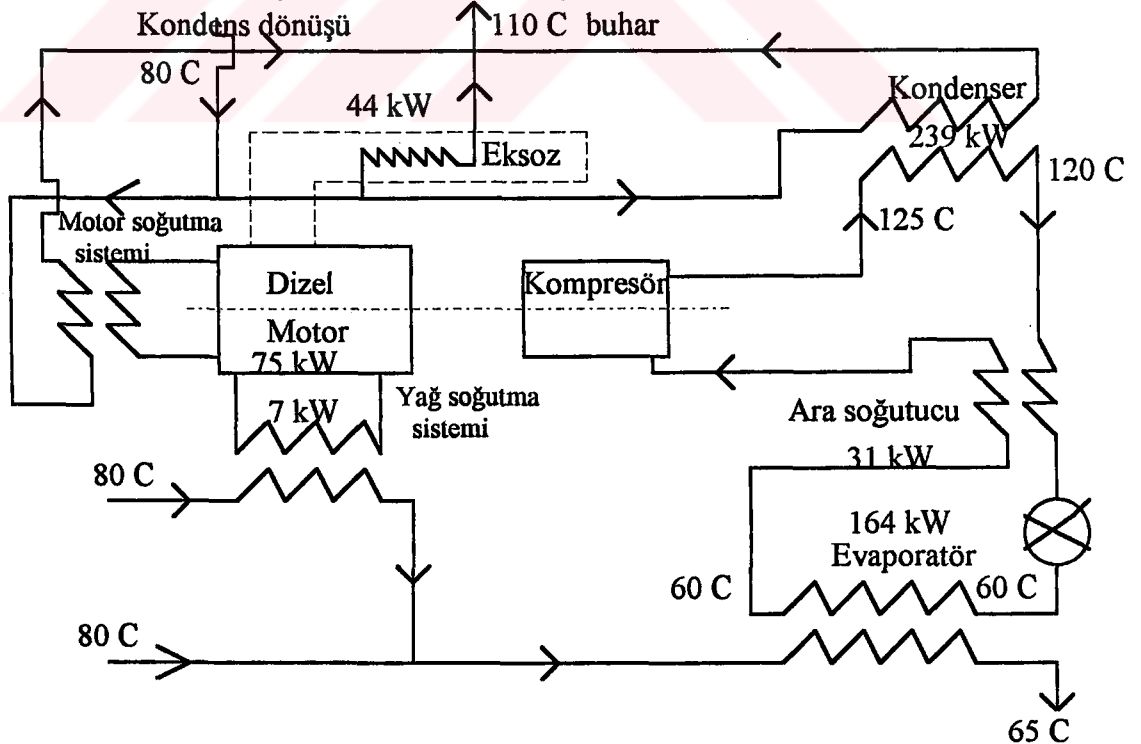 Kondens dönüşü
110 C buhar
80 C
44 kW
Kondenser
239 kW
Eksoz
120 C
Motor soğutma
sistemi
125 C
Dizel
Motor
75 kW
Kompresör
7 kW
Yağ soğutma
sistemi
Ara soğutucu
31 kW
80 C
164 kW
Evaporatör
60 C
60 C
80 C
65 C